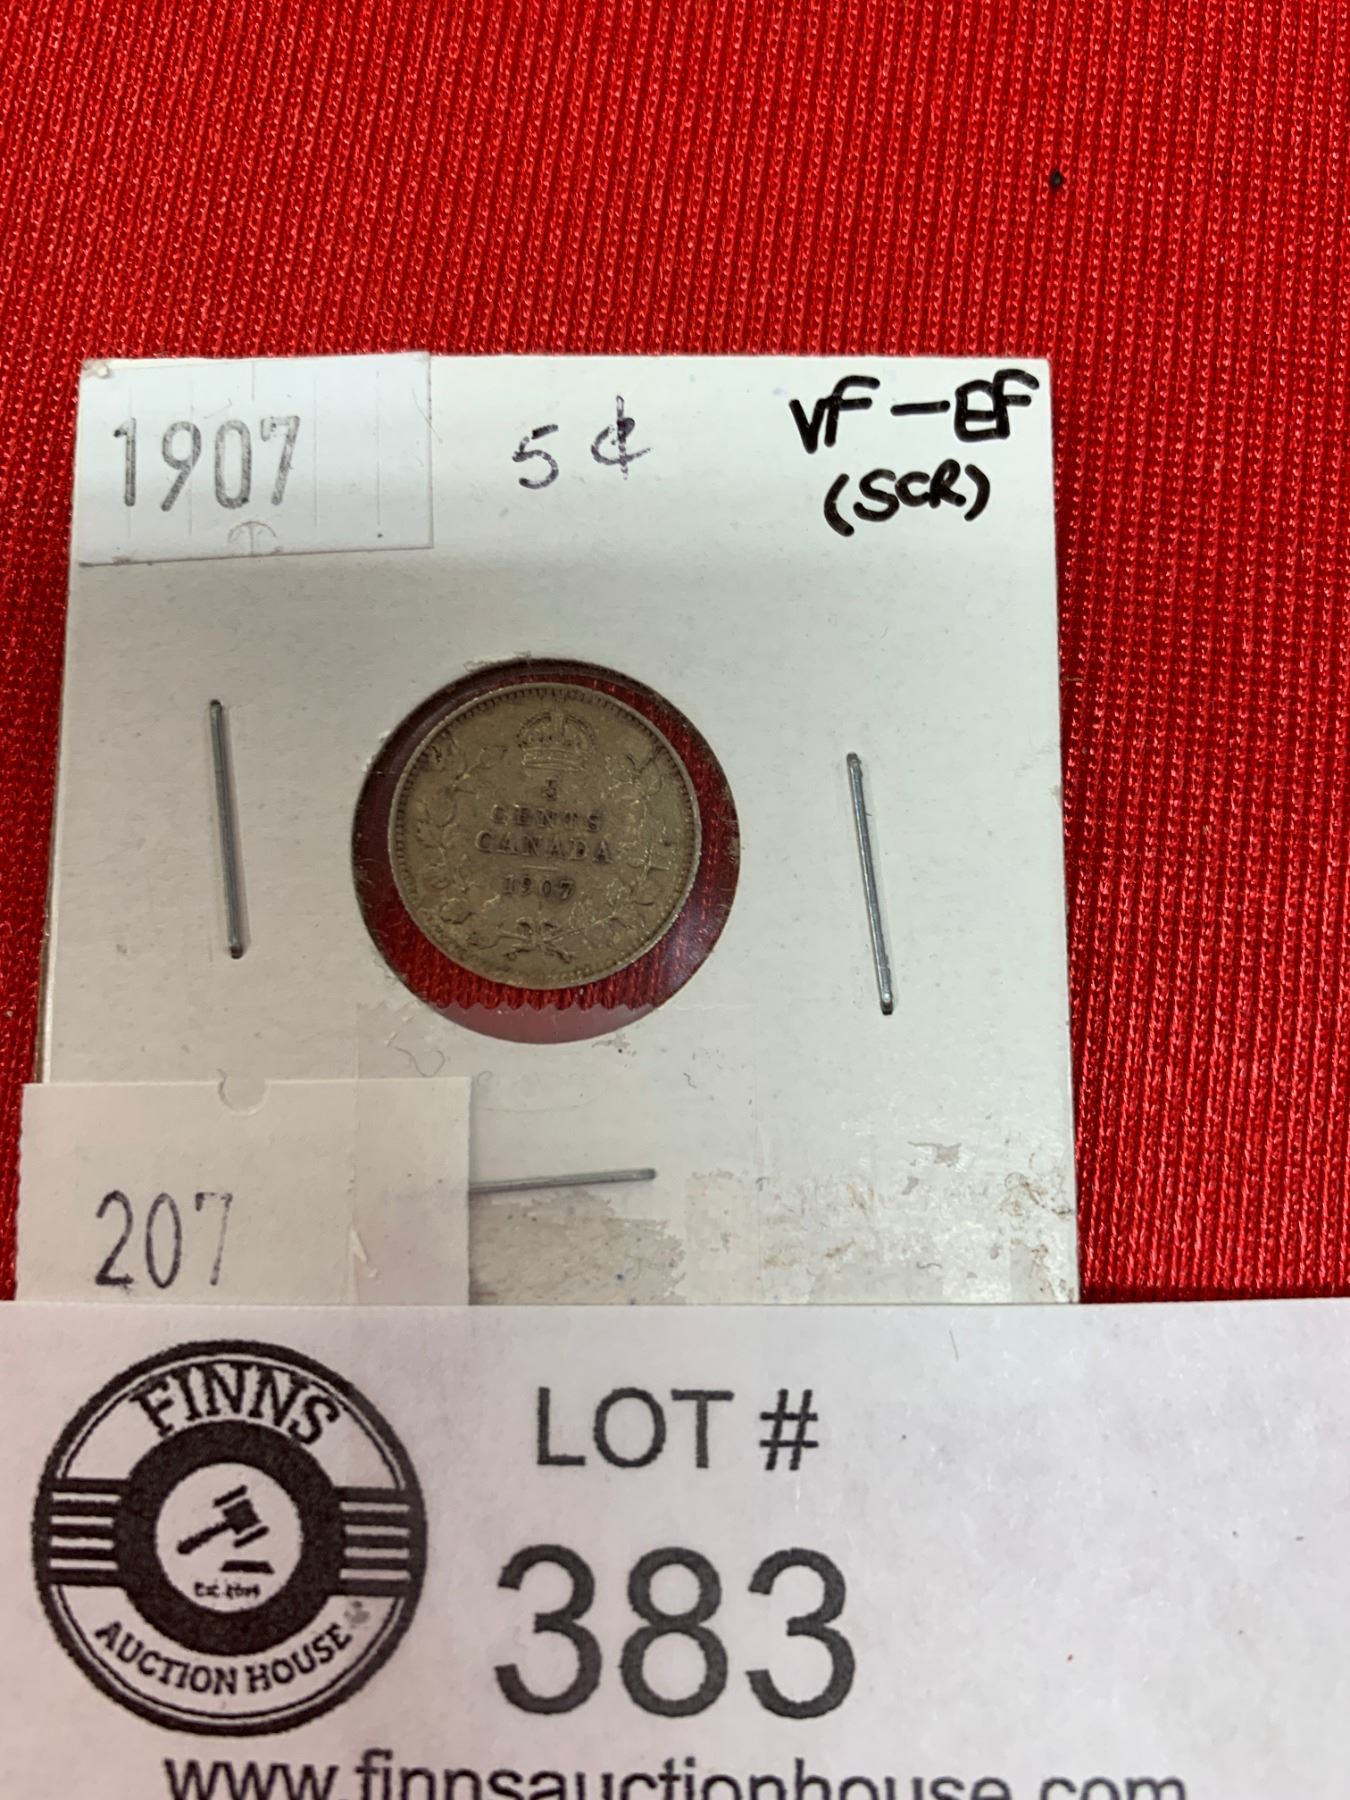 1907
5¢
VF-EF
(SCR)
5
CENTS
CANADA
1907
207
FINNS
AUCTION HOUSE
LOT #
383
www.finnsauctionhouse.com